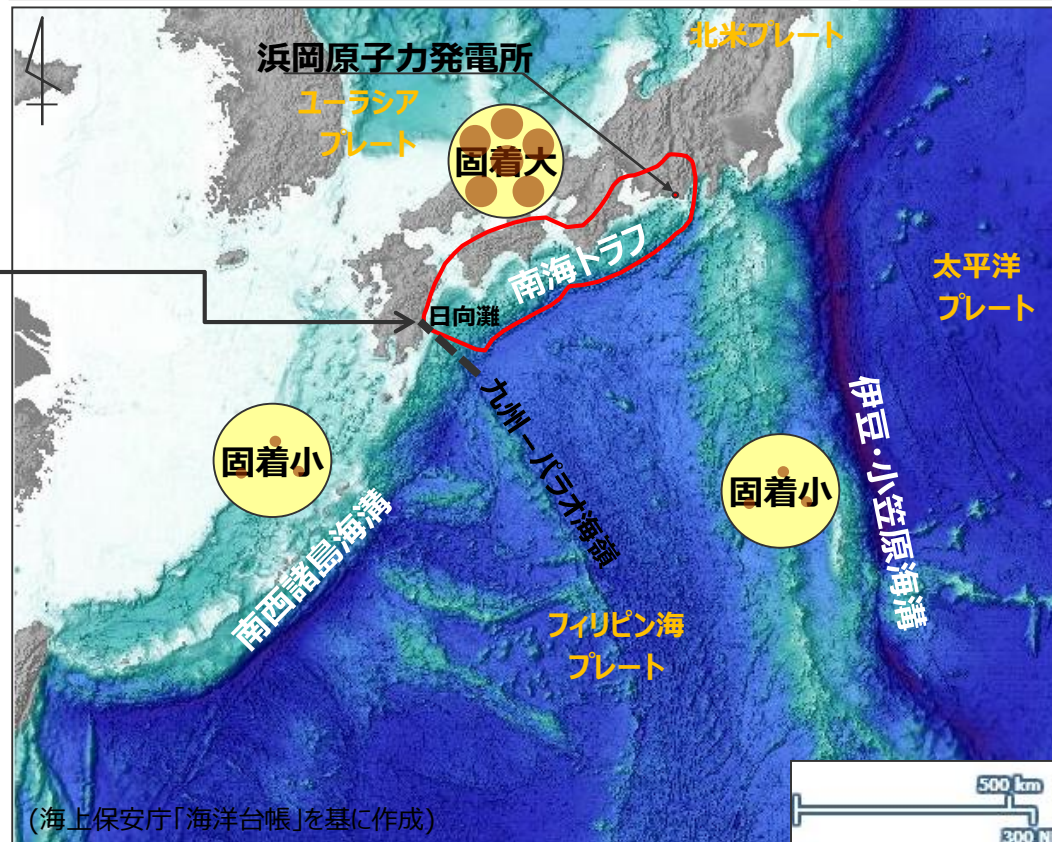 北米プレート
浜岡原子力発電所
ユーラシア
プレート
固着大
南海トラフ
太平洋
プレート
日向灘
九州－パラオ海嶺
伊豆・小笠原海溝
固着小
固着小
南西諸島海溝
フィリピン海
プレート
500 km
300 N
(海上保安庁「海洋台帳」を基に作成)